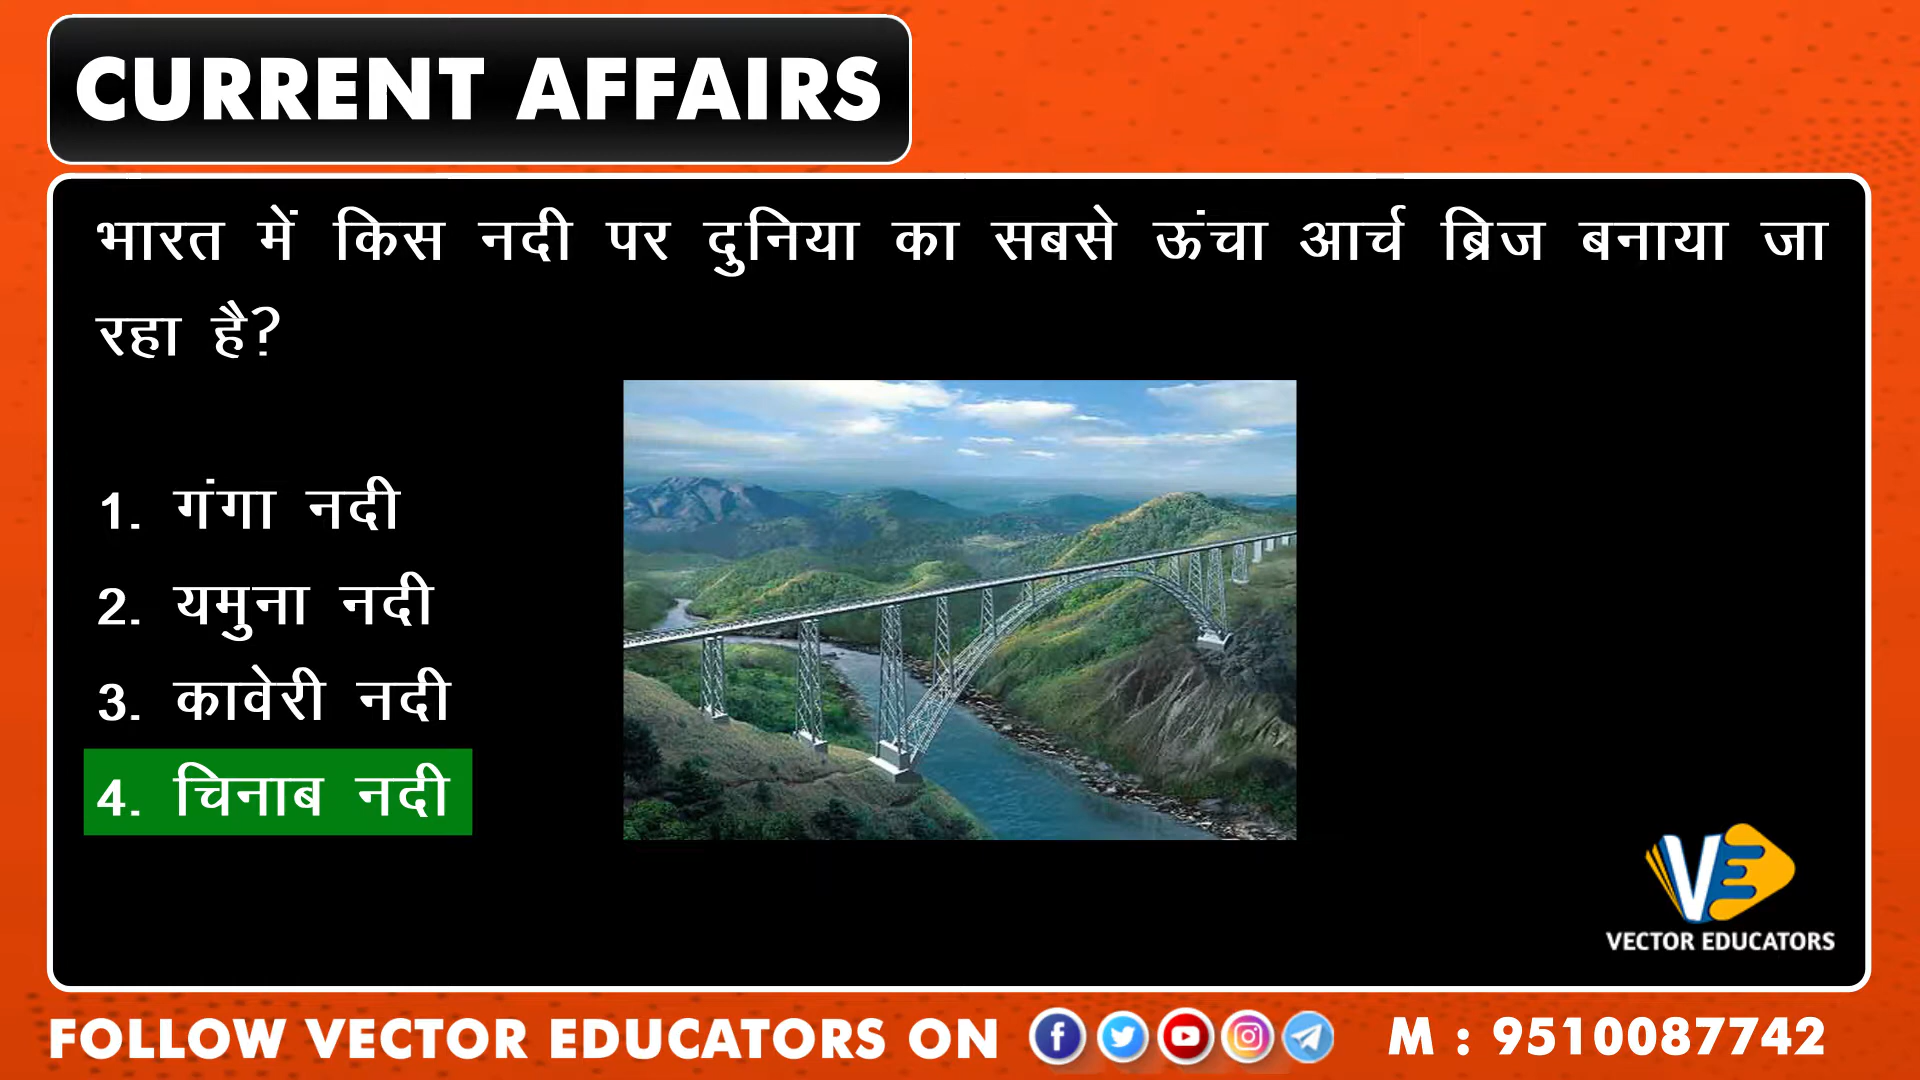 CURRENT AFFAIRS
भारत में किस नदी पर दुनिया का सबसे ऊंचा आर्च ब्रिज बनाया जा
रहा है?
1. गंगा नदी
2. यमुना नदी
3. कावेरी नदी
4. चिनाब नदी
VE
VECTOR EDUCATORS
FOLLOW VECTOR EDUCATORS ON M : 9510087742